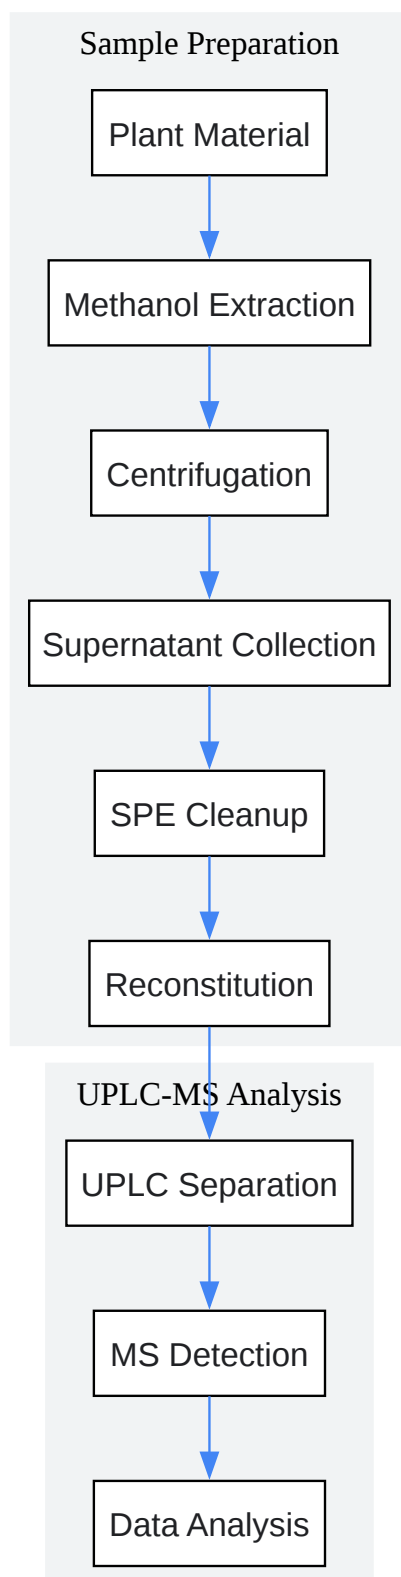 Sample Preparation
Plant Material
Methanol Extraction
Centrifugation
Supernatant Collection
SPE Cleanup
Reconstitution
UPLC-MS Analysis
UPLC Separation
MS Detection
Data Analysis